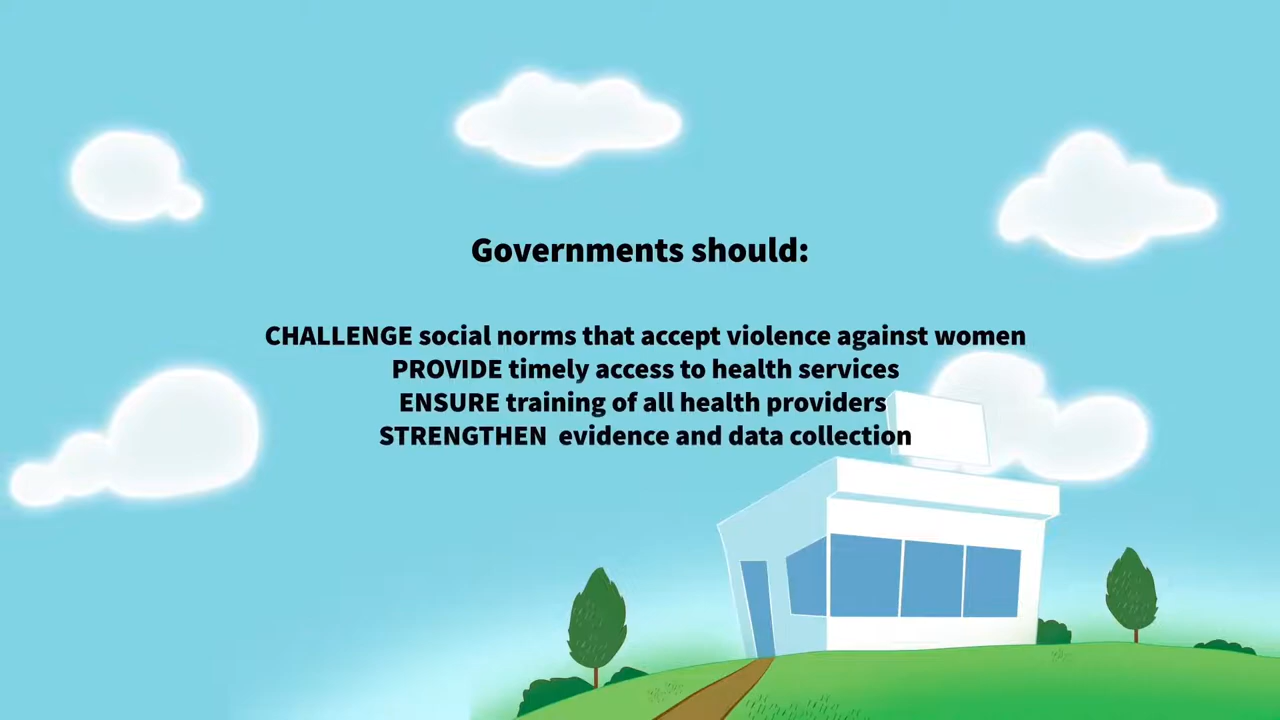 Governments should:
CHALLENGE social norms that accept violence against women
PROVIDE timely access to health services
ENSURE training of all health providers
STRENGTHEN  evidence and data collection